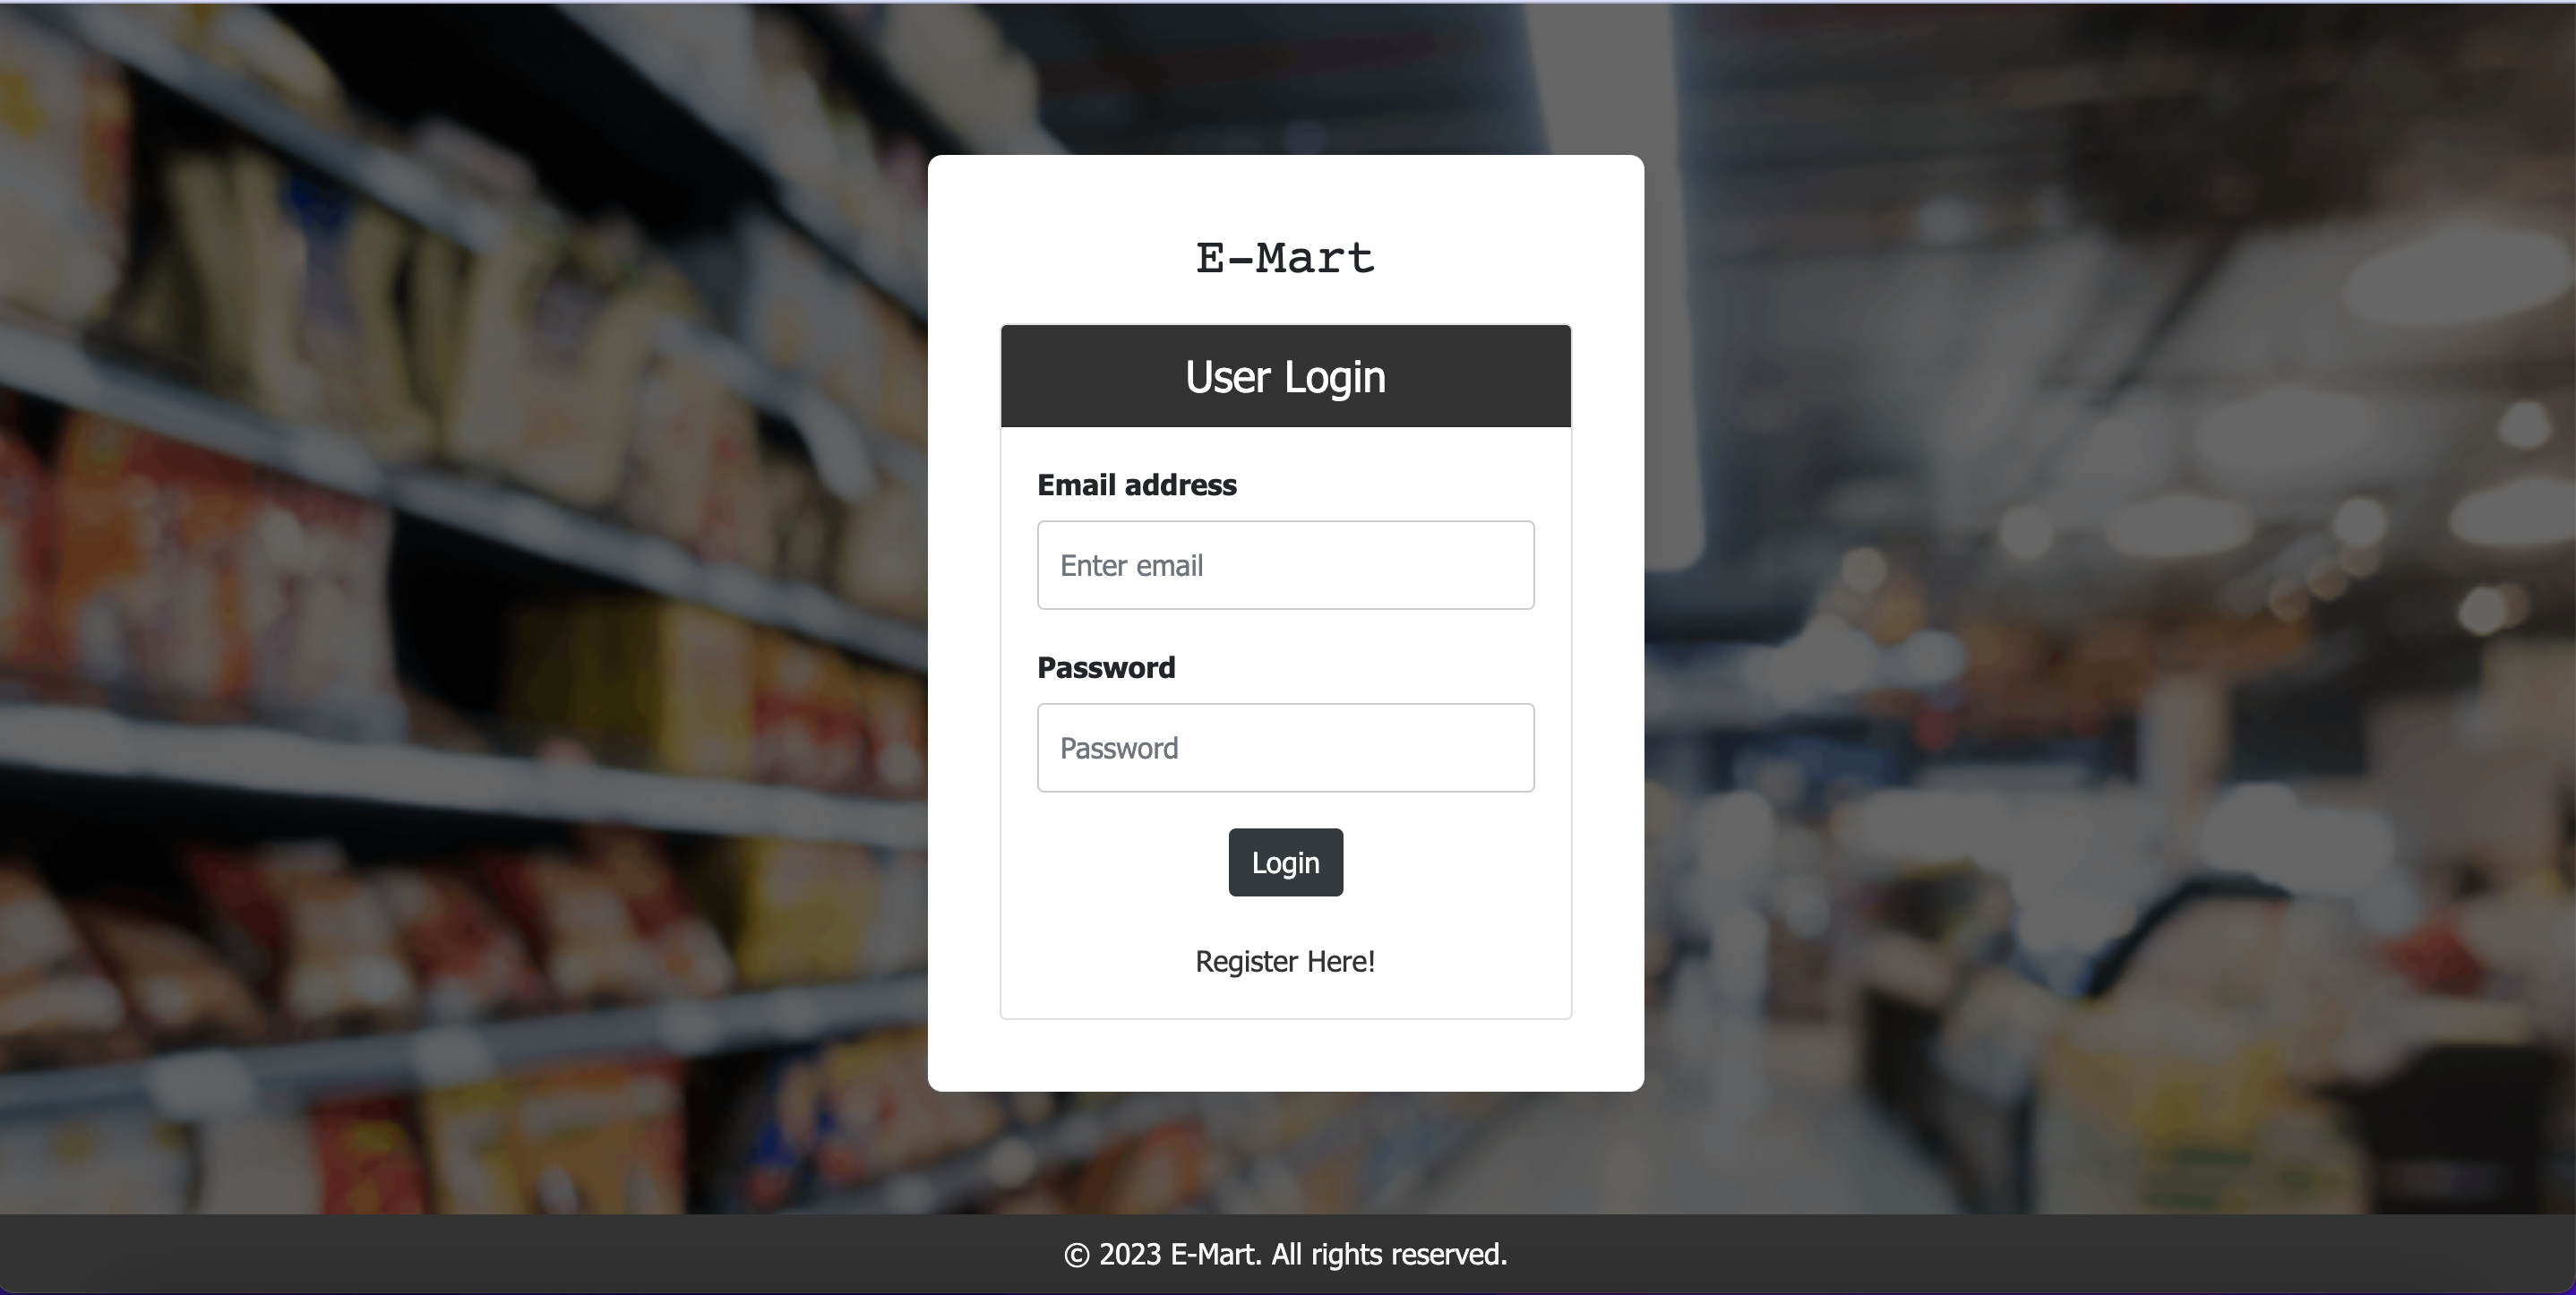 E-Mart
User Login
Email address
Enter email
Password
Password
Login
Register Here!
© 2023 E-Mart. All rights reserved.